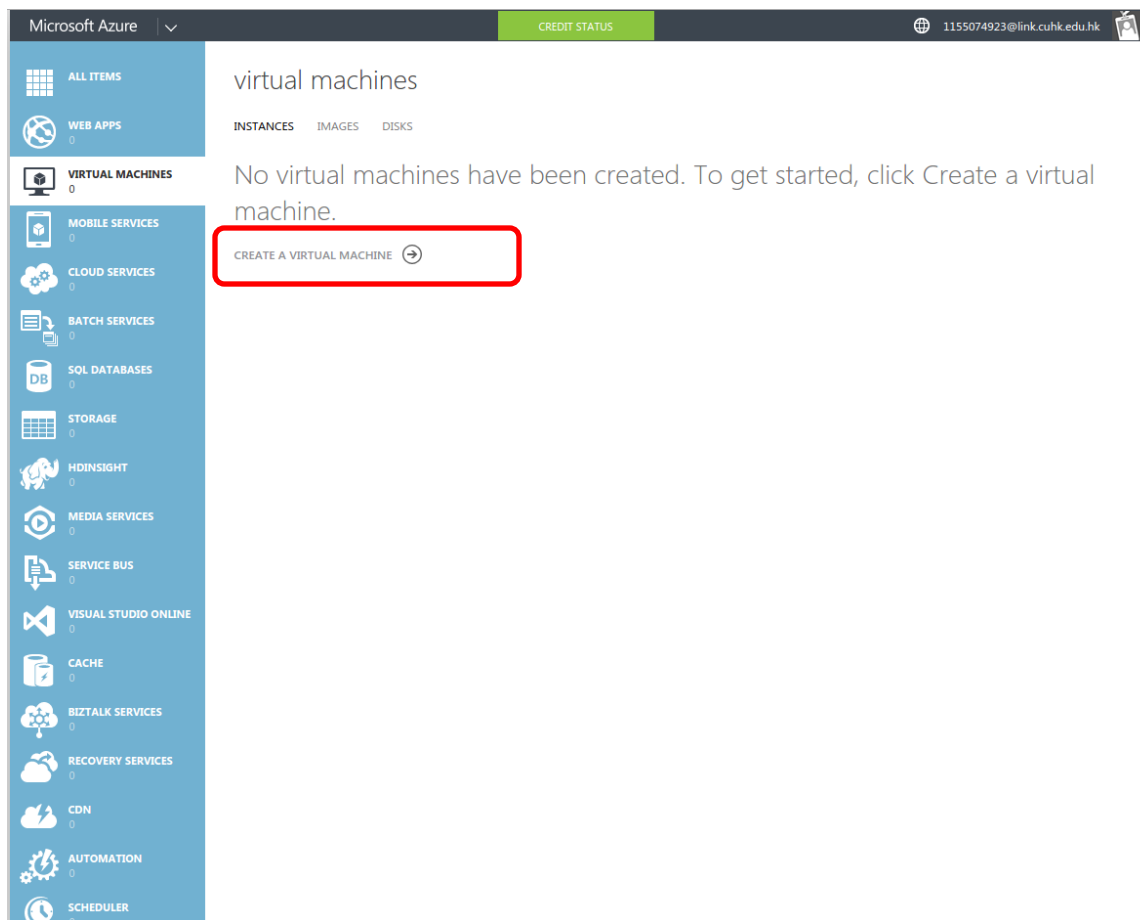 Microsoft Azure
CREDIT STATUS
1155074923@link.cuhk.edu.hk
ALL ITEMS
WEB APPS
0
VIRTUAL MACHINES
0
MOBILE SERVICES
0
CLOUD SERVICES
0
BATCH SERVICES
0
DB
SQL DATABASES
0
STORAGE
0
HDINSIGHT
0
MEDIA SERVICES
0
SERVICE BUS
0
VISUAL STUDIO ONLINE
0
CACHE
0
BIZTALK SERVICES
0
RECOVERY SERVICES
0
CDN
0
AUTOMATION
0
SCHEDULER
virtual machines
INSTANCES IMAGES DISKS
No virtual machines have been created. To get started, click Create a virtual
machine.
CREATE A VIRTUAL MACHINE